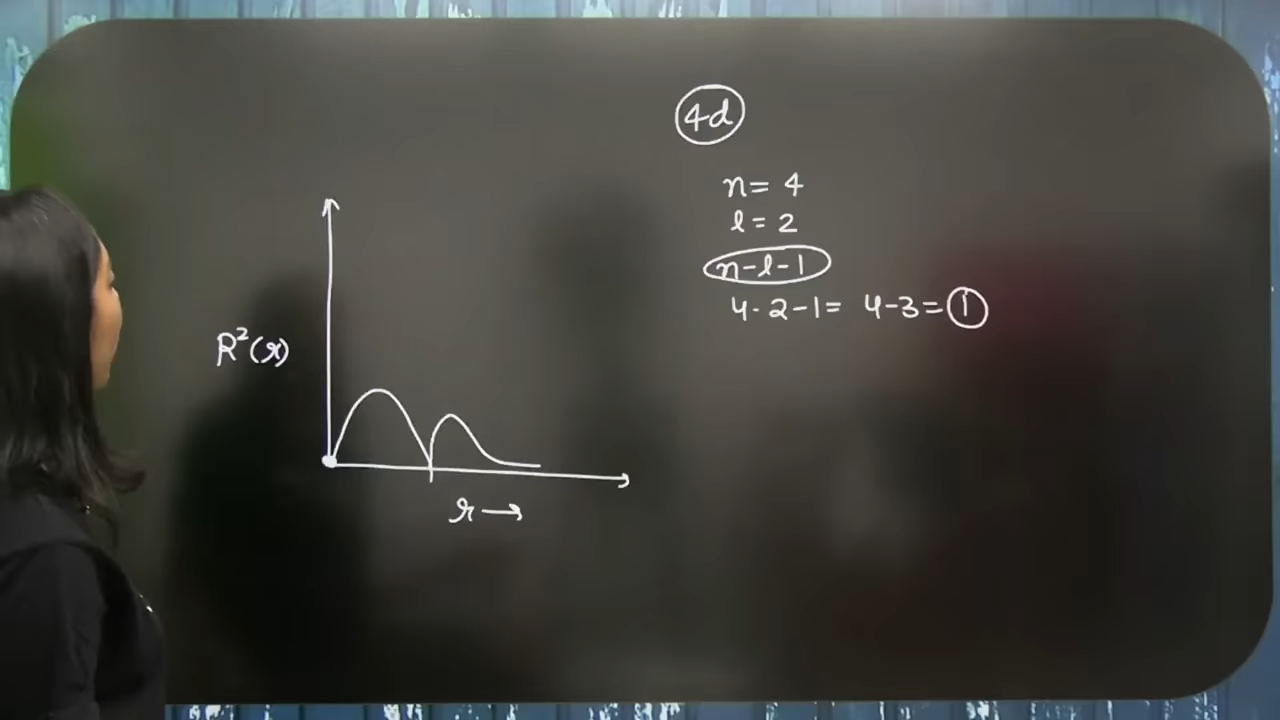 4d
n = 4
l = 2
n-l-1
4-2-1= 4-3= 1
R²(r)
r →